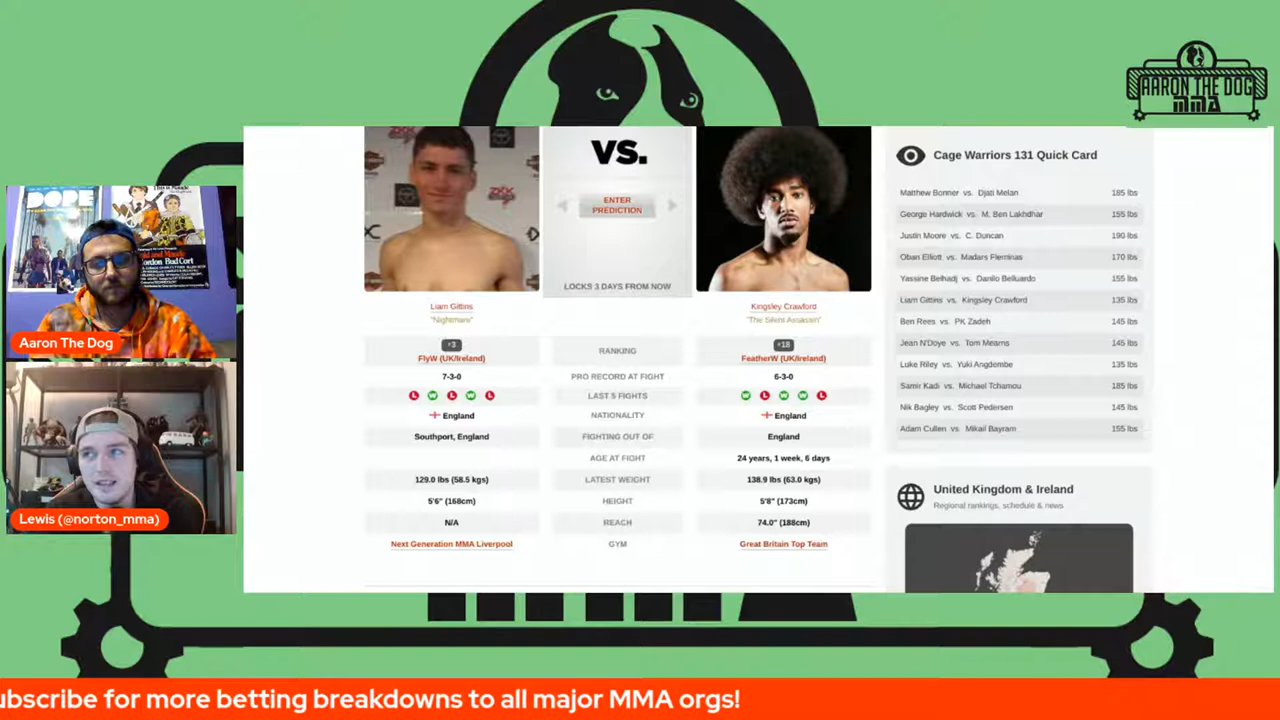 AARON THE DOG
MMA
DOPE
Harold and Maude
Gordon Bud Cort
Aaron The Dog
Lewis (@norton_mma)
VS.
ENTER
PREDICTION
LOCKS 3 DAYS FROM NOW
Liam Gittins
"Nightmare"
Kingsley Crawford
"The Silent Assassin"
+3
FlyW (UK/Ireland)
RANKING
+18
FeatherW (UK/Ireland)
7-3-0
PRO RECORD AT FIGHT
6-3-0
L W L W L
LAST 5 FIGHTS
W L W W L
England
NATIONALITY
England
Southport, England
FIGHTING OUT OF
England
AGE AT FIGHT
24 years, 1 week, 6 days
129.0 lbs (58.5 kgs)
LATEST WEIGHT
138.9 lbs (63.0 kgs)
5'6" (168cm)
HEIGHT
5'8" (173cm)
N/A
REACH
74.0" (188cm)
Next Generation MMA Liverpool
GYM
Great Britain Top Team
Cage Warriors 131 Quick Card
Matthew Bonner vs. Djati Melan 185 lbs
George Hardwick vs. M. Ben Lakhdhar 155 lbs
Justin Moore vs. C. Duncan 190 lbs
Oban Elliott vs. Madars Fleminas 170 lbs
Yassine Belhadj vs. Danilo Belluardo 155 lbs
Liam Gittins vs. Kingsley Crawford 135 lbs
Ben Rees vs. PK Zadeh 145 lbs
Jean N'Doye vs. Tom Mearns 145 lbs
Luke Riley vs. Yuki Angdembe 135 lbs
Samir Kadi vs. Michael Tchamou 185 lbs
Nik Bagley vs. Scott Pedersen 145 lbs
Adam Cullen vs. Mikail Bayram 155 lbs
United Kingdom & Ireland
Regional rankings, schedule & news
ubscribe for more betting breakdowns to all major MMA orgs!